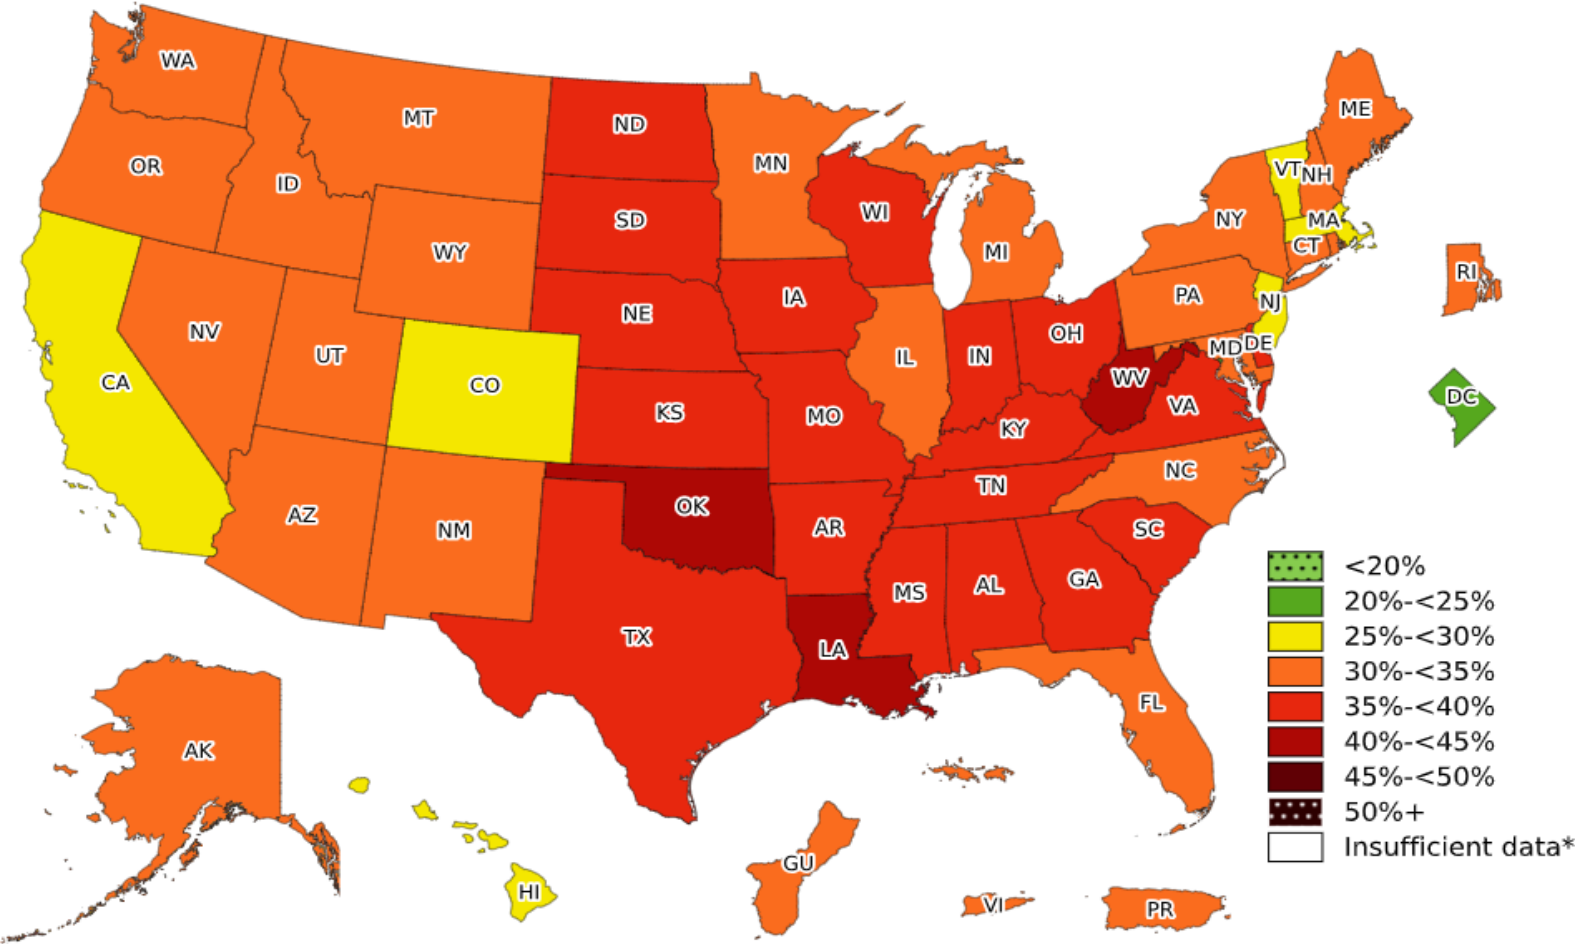 WA
MT
ND
MN
ME
OR
ID
SD
WI
VT
NH
NY
MA
WY
MI
CT
RI
NV
UT
NE
IA
PA
NJ
CA
CO
IL
IN
OH
MD
DE
KS
MO
WV
VA
DC
KY
AZ
NM
OK
AR
TN
NC
SC
MS
AL
GA
TX
LA
FL
AK
HI
GU
VI
PR
<20%
20%-<25%
25%-<30%
30%-<35%
35%-<40%
40%-<45%
45%-<50%
50%+
Insufficient data*